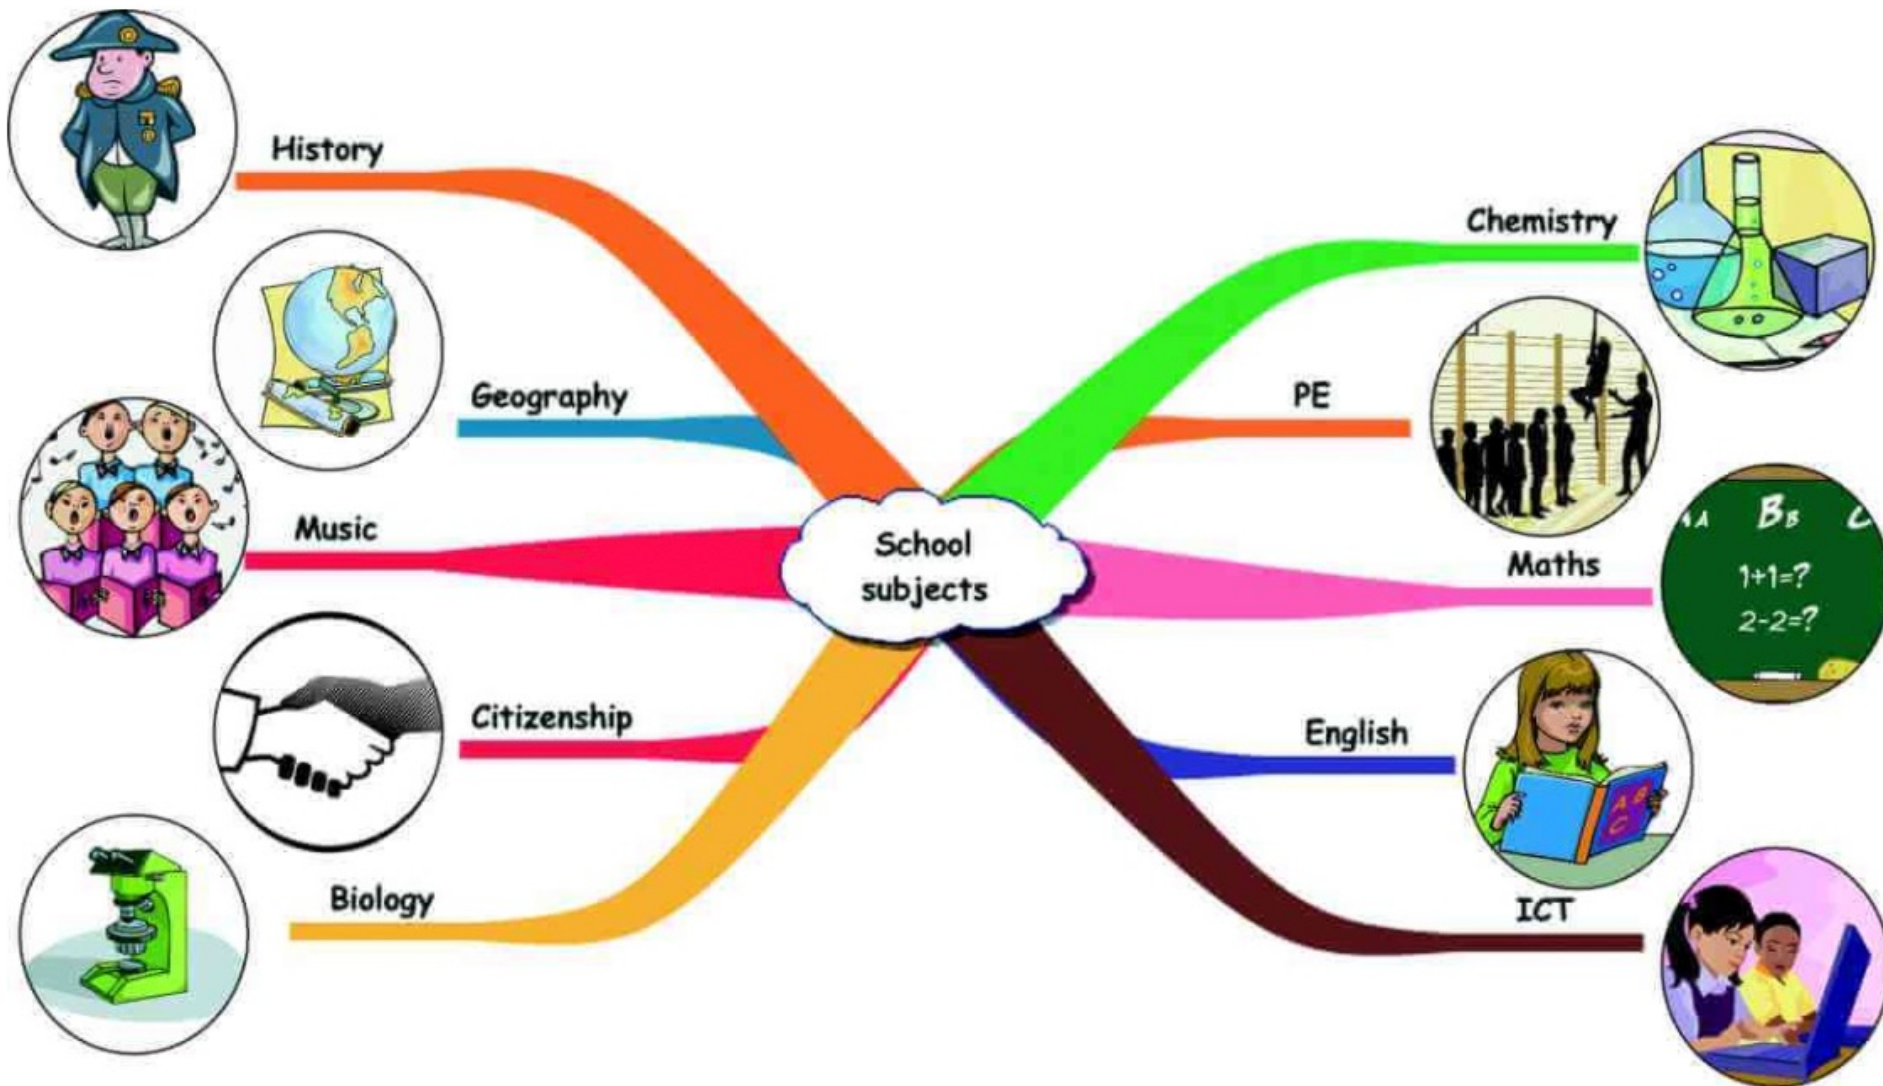 History
Geography
Music
Citizenship
Biology
School
subjects
Chemistry
PE
Maths
A A B B C
1+1=?
2-2=?
English
A B
C
ICT